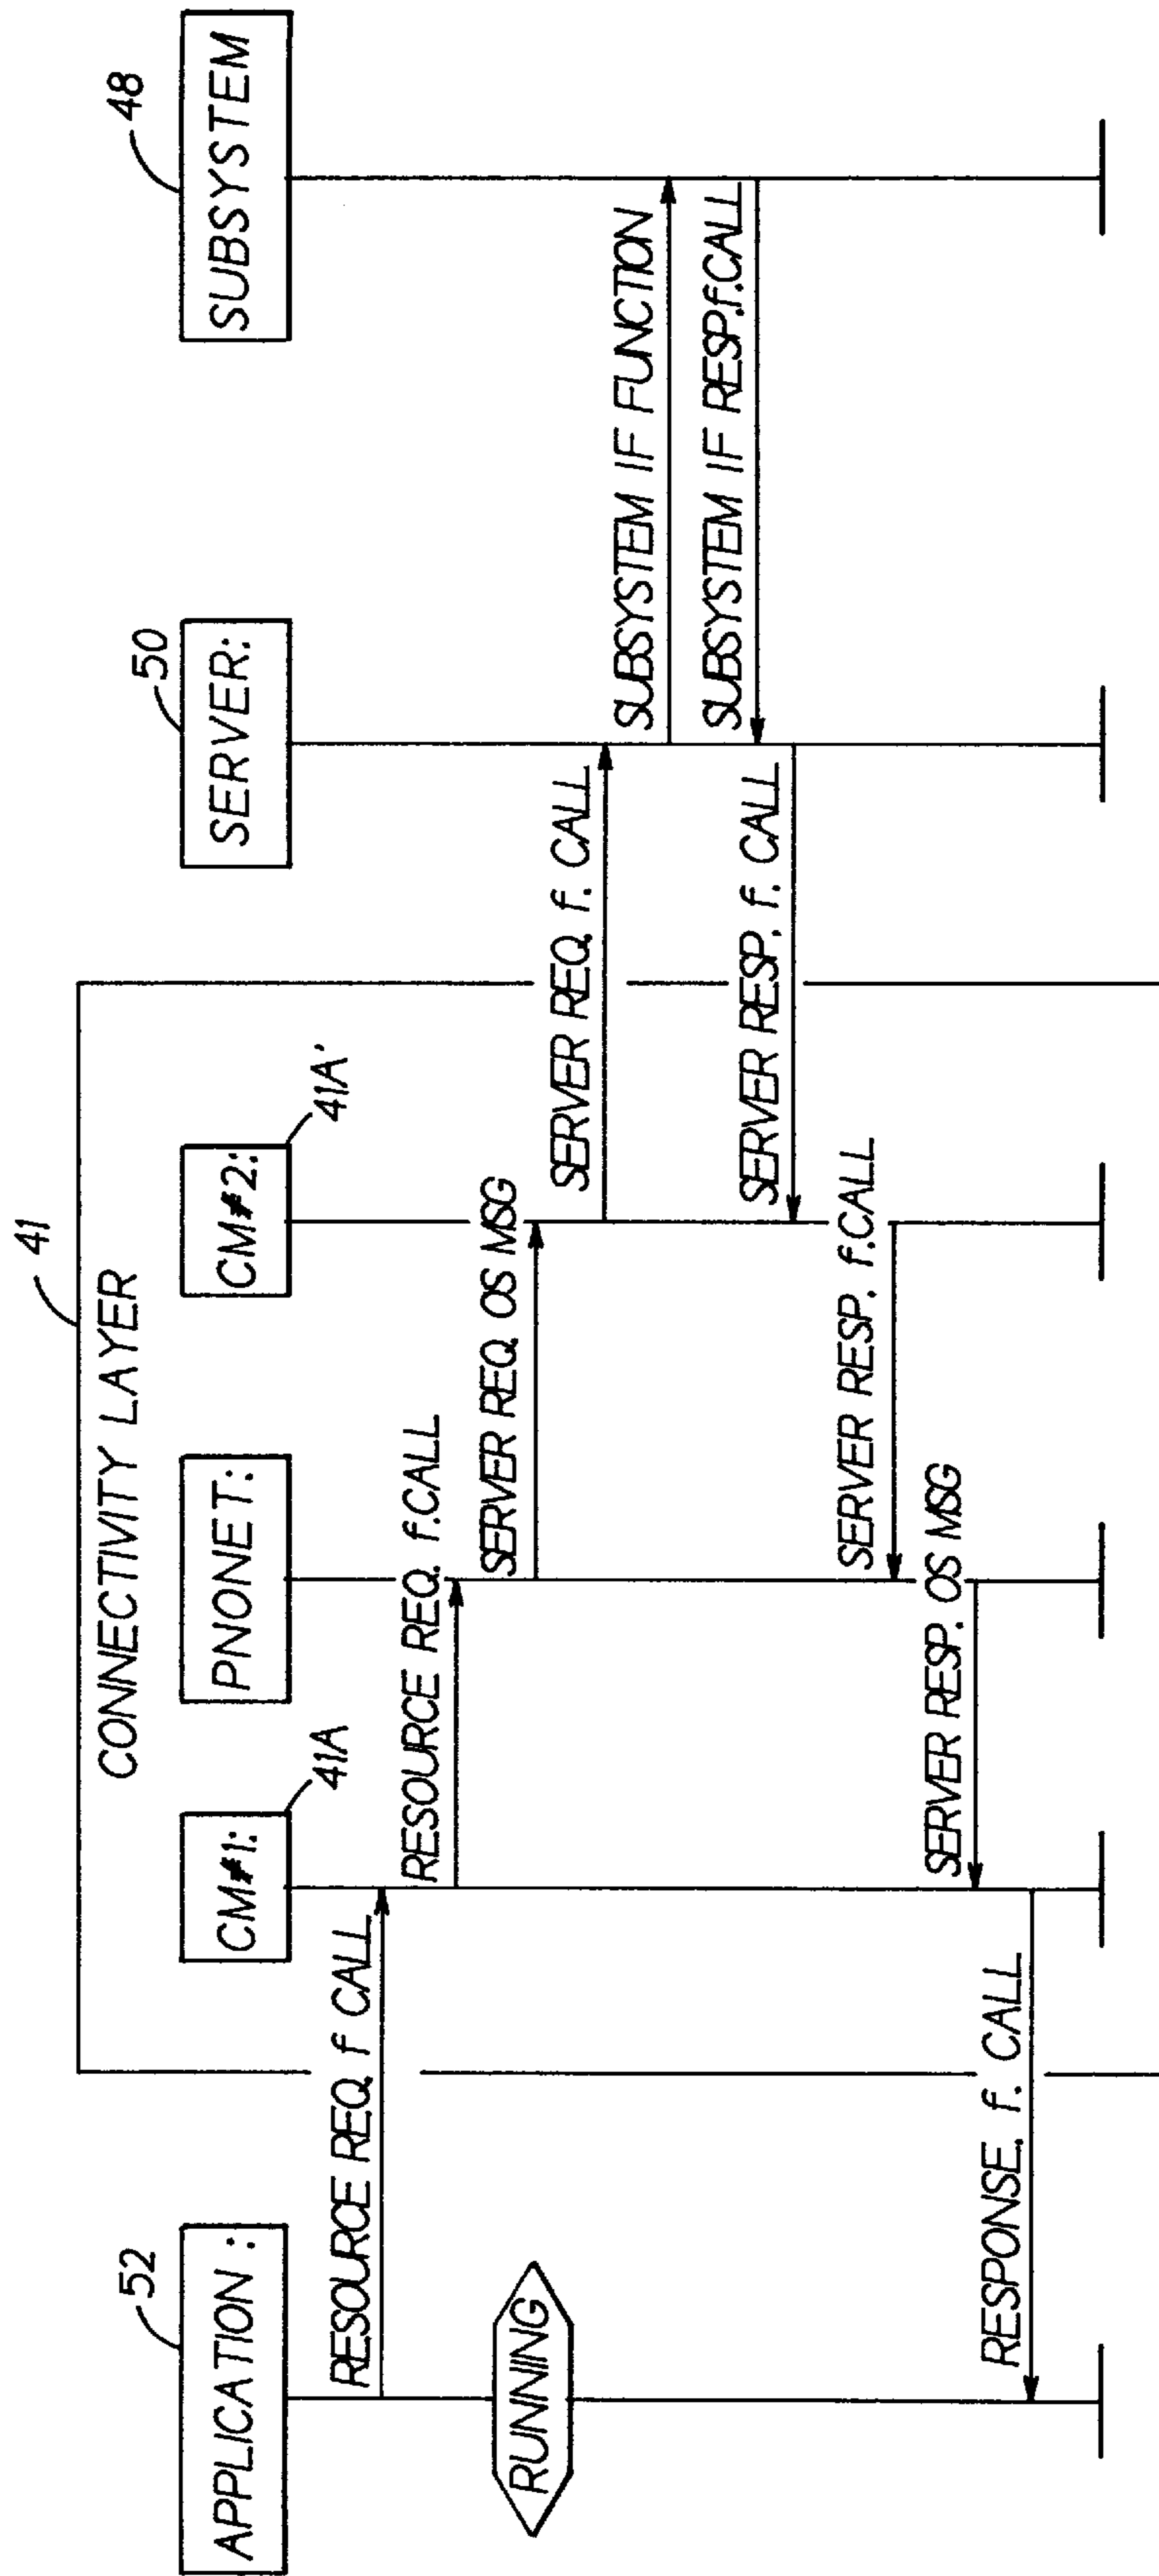 41
CONNECTIVITY LAYER
52
APPLICATION :
CM#1:
41A
PNONET:
CM#2:
41A'
50
SERVER:
48
SUBSYSTEM
RESOURCE REQ. f CALL
RESOURCE REQ. f.CALL
RUNNING
SERVER REQ. OS MSG
SERVER REQ. f. CALL
SUBSYSTEM IF FUNCTION
SUBSYSTEM IF RESP.f.CALL
SERVER RESP. f. CALL
SERVER RESP. f.CALL
SERVER RESP. OS MSG
RESPONSE. f. CALL